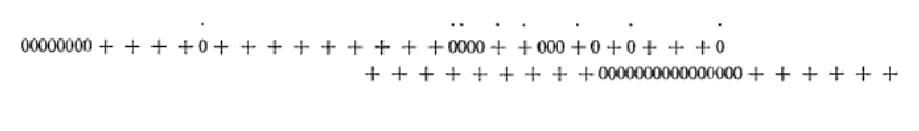 . .. . . . . .
00000000 + + + +0+ + + + + + + + +0000 + +000 +0+0+ + +0
+ + + + + + + + +0000000000000000 + + + + + +